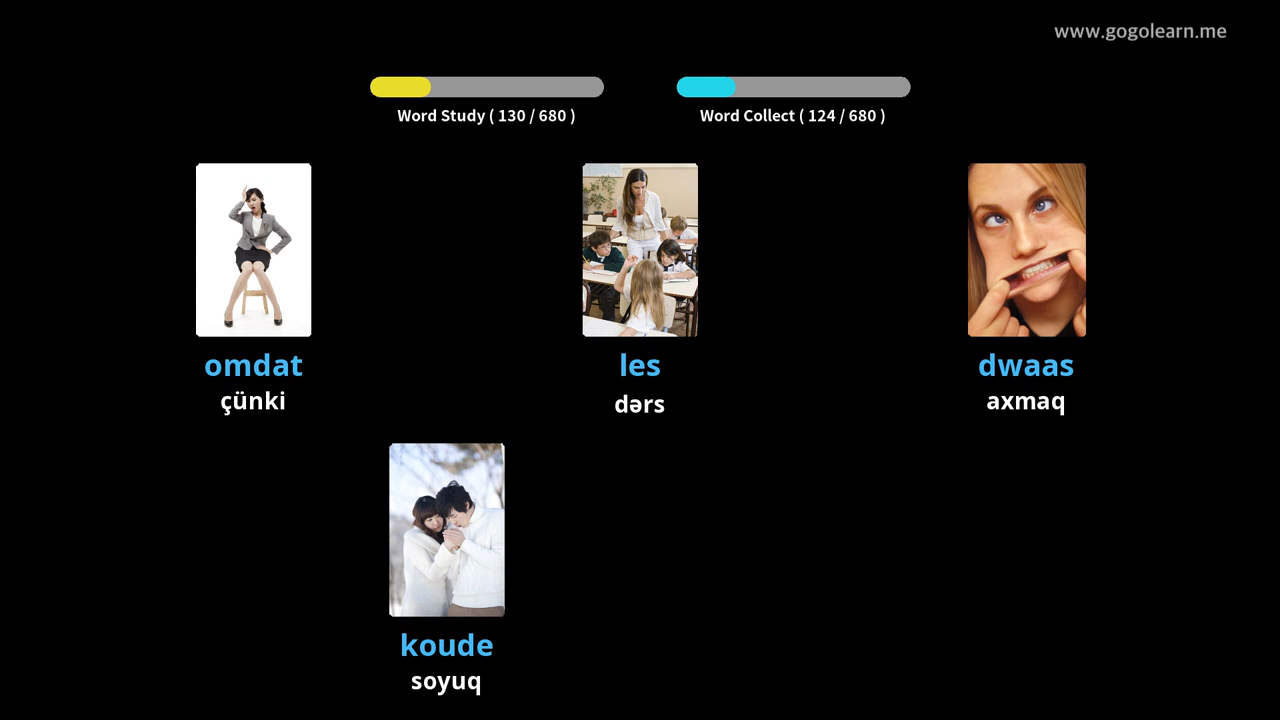 www.gogolearn.me
Word Study ( 130 / 680 )
Word Collect ( 124 / 680 )
omdat
çünki
les
dərs
dwaas
axmaq
koude
soyuq